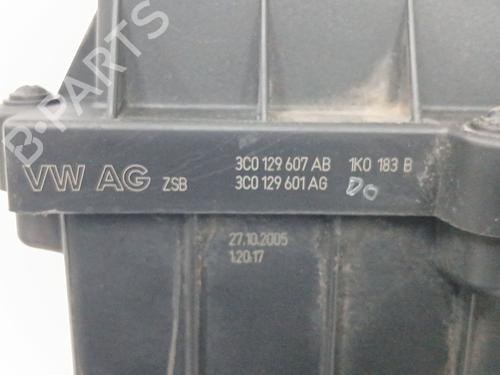 B-PARTS
VW AG ZSB 3C0 129 607 AB 1K0 183 B
3C0 129 601 AG Do
27.10.2005
1:20:17